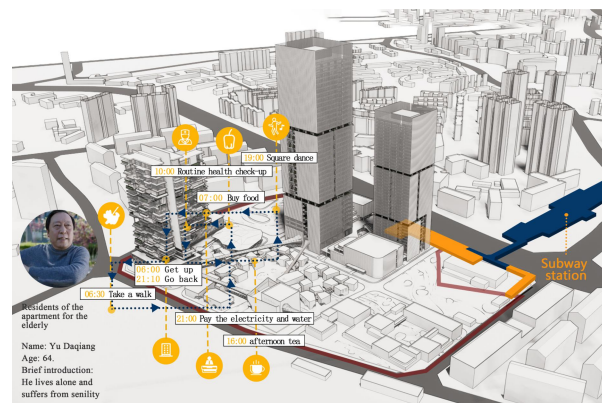 19:00 Square dance
10:00 Routine health check-up
07:00 Buy food
06:00 Get up
21:10 Go back
06:30 Take a walk
21:00 Pay the electricity and water
16:00 afternoon tea
Subway
station
Residents of the
apartment for the
elderly
Name: Yu Daqiang
Age: 64.
Brief introduction:
He lives alone and
suffers from senility